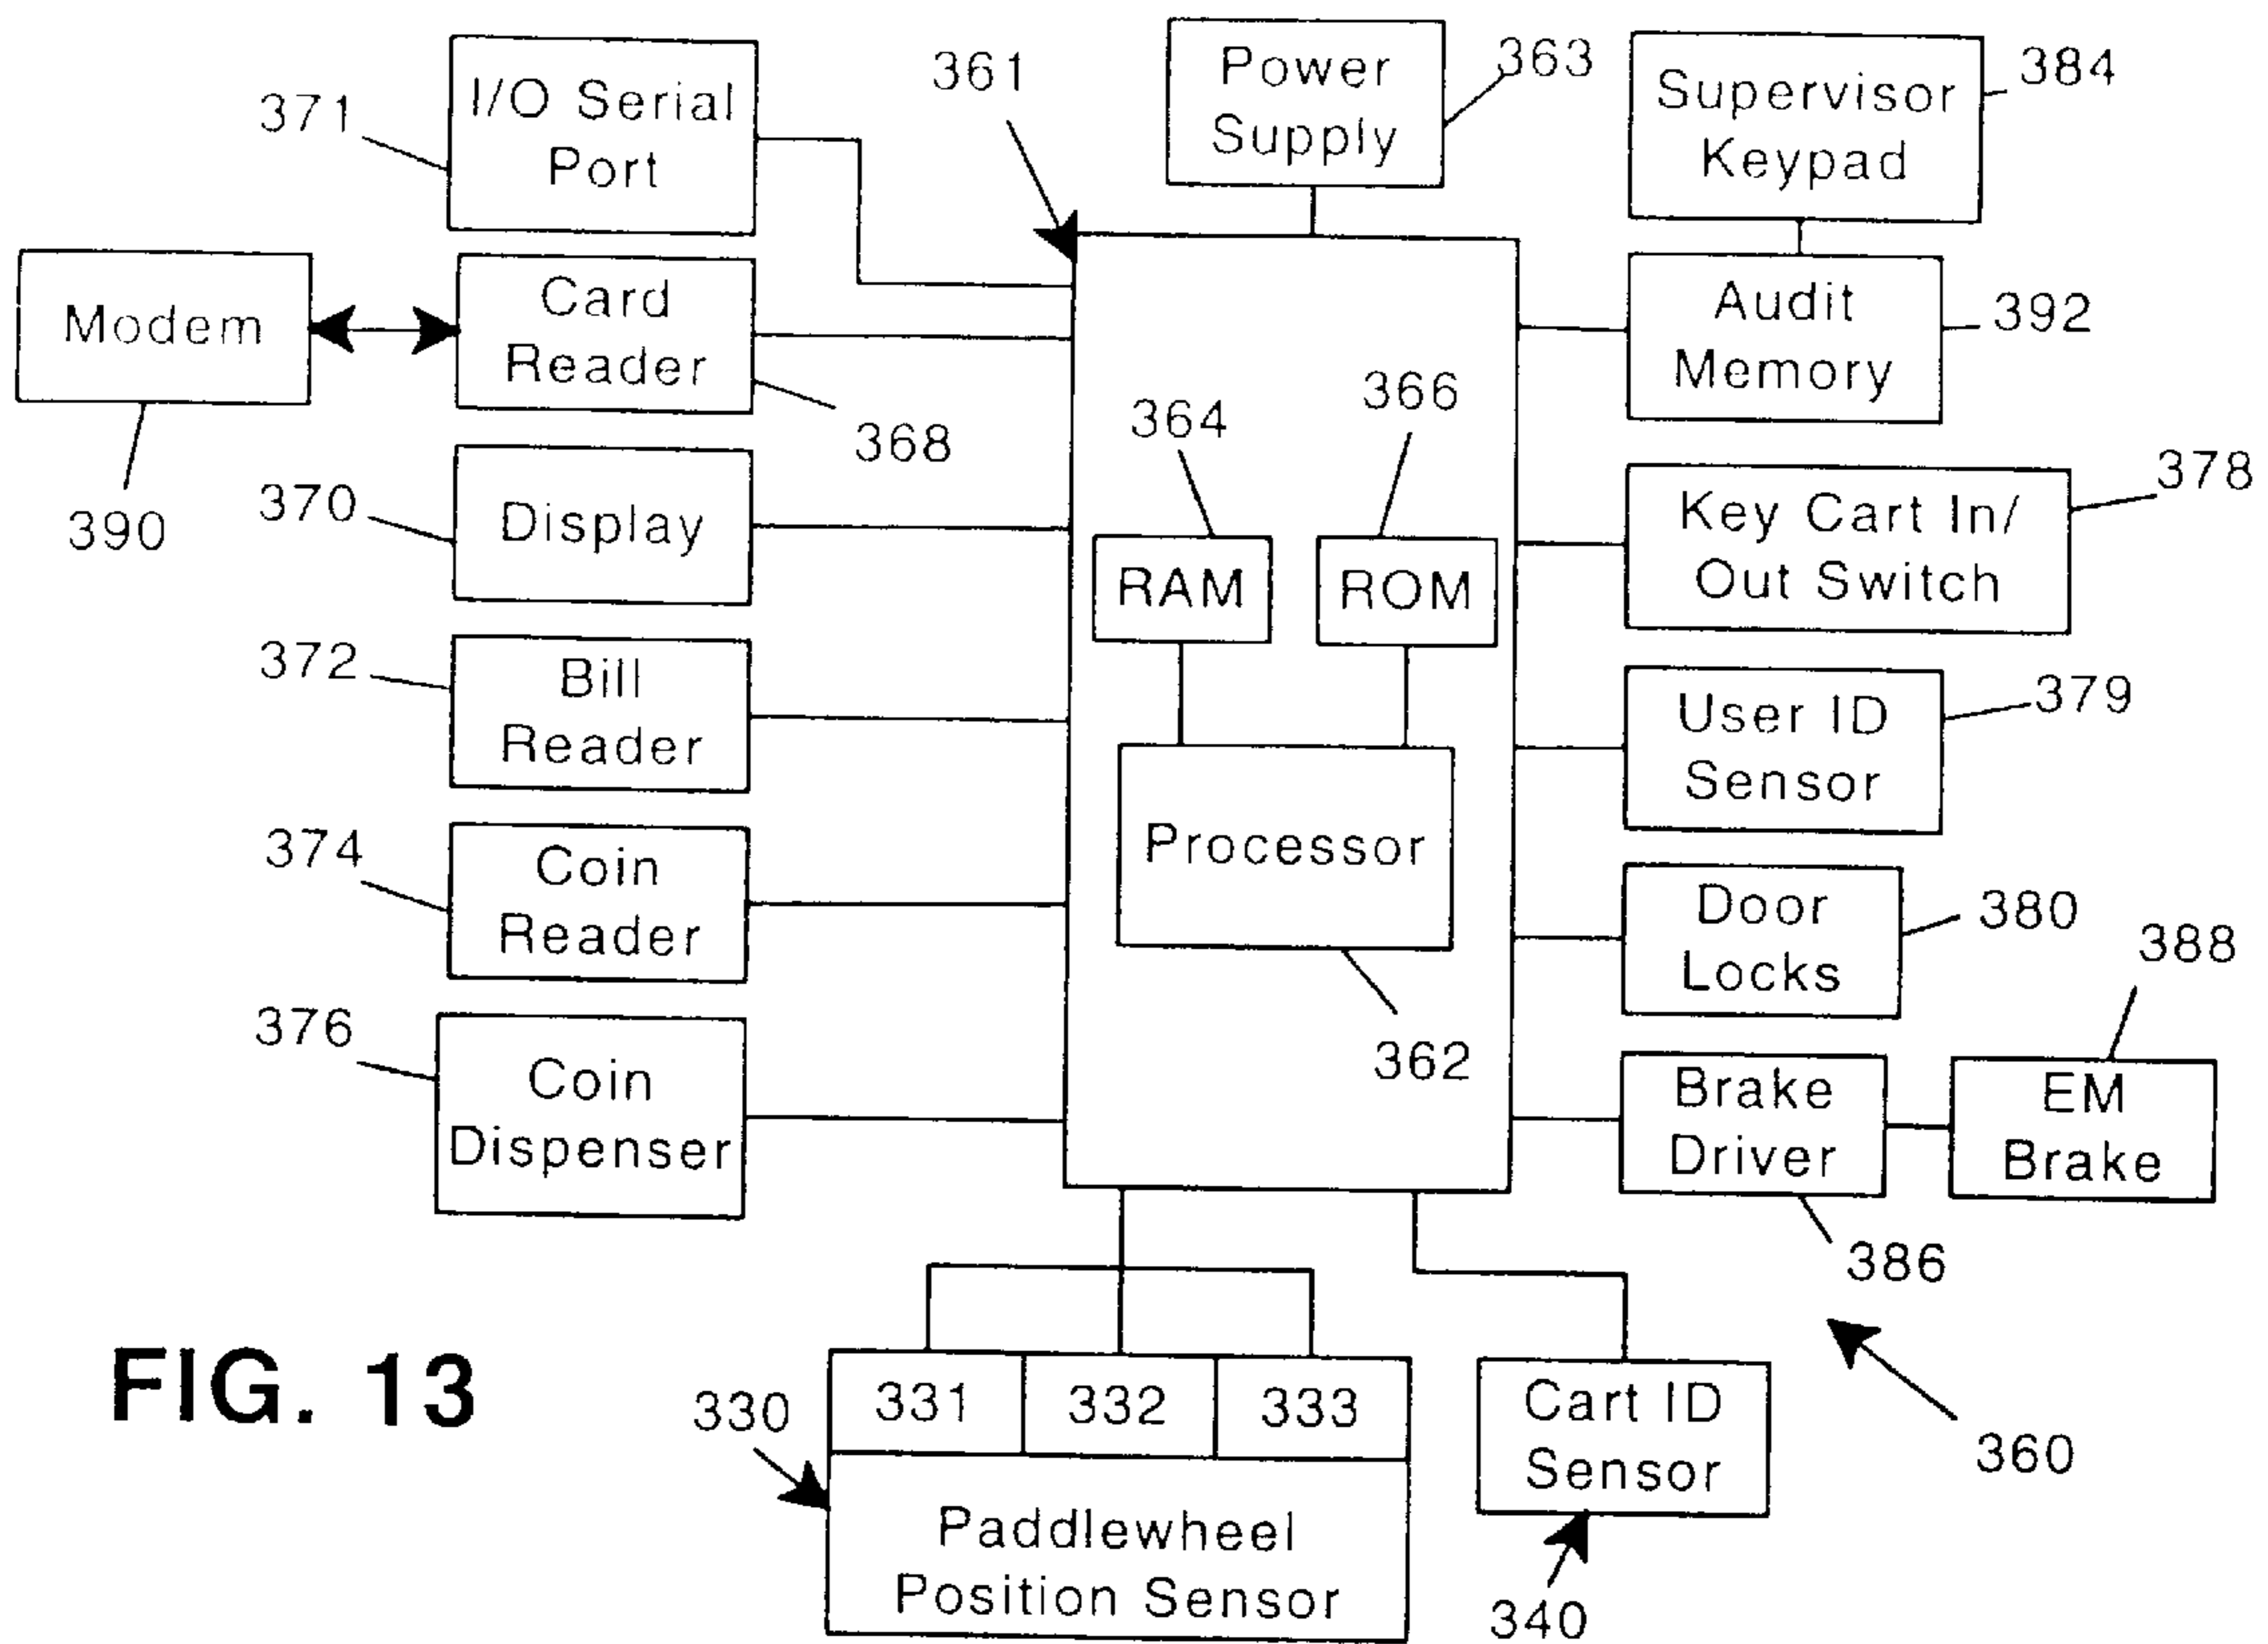 371
I/O Serial
Port
361
Power
Supply
363
Supervisor
Keypad
384
Modem
390
Card
Reader
368
Audit
Memory
392
370
Display
364
366
RAM
ROM
Key Cart In/
Out Switch
378
372
Bill
Reader
User ID
Sensor
379
374
Coin
Reader
Processor
362
Door
Locks
380
376
Coin
Dispenser
Brake
Driver
386
388
EM
Brake
FIG. 13
330
331 332 333
Paddlewheel
Position Sensor
Cart ID
Sensor
340
360